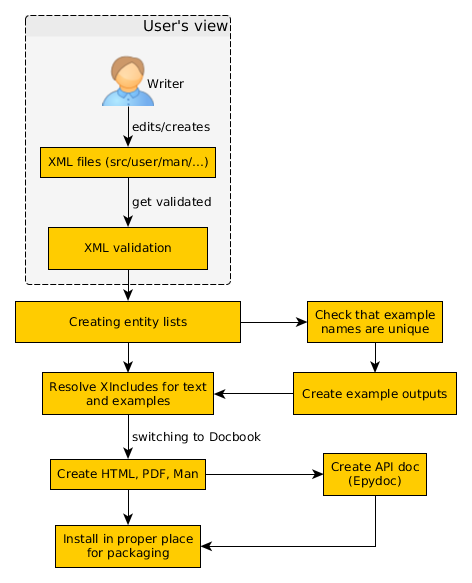 User's view
Writer
edits/creates
XML files (src/user/man/...)
get validated
XML validation
Creating entity lists
Check that example
names are unique
Resolve XIncludes for text
and examples
Create example outputs
switching to Docbook
Create HTML, PDF, Man
Create API doc
(Epydoc)
Install in proper place
for packaging